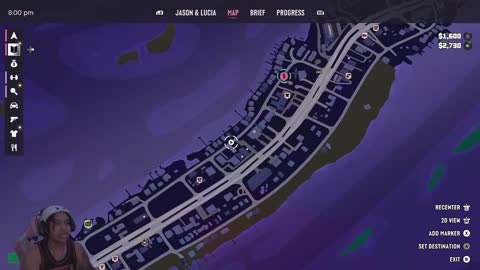 8:00 pm
JASON & LUCIA MAP BRIEF PROGRESS
$1,600
$2,730
RECENTER
2D VIEW
ADD MARKER
SET DESTINATION
EXIT